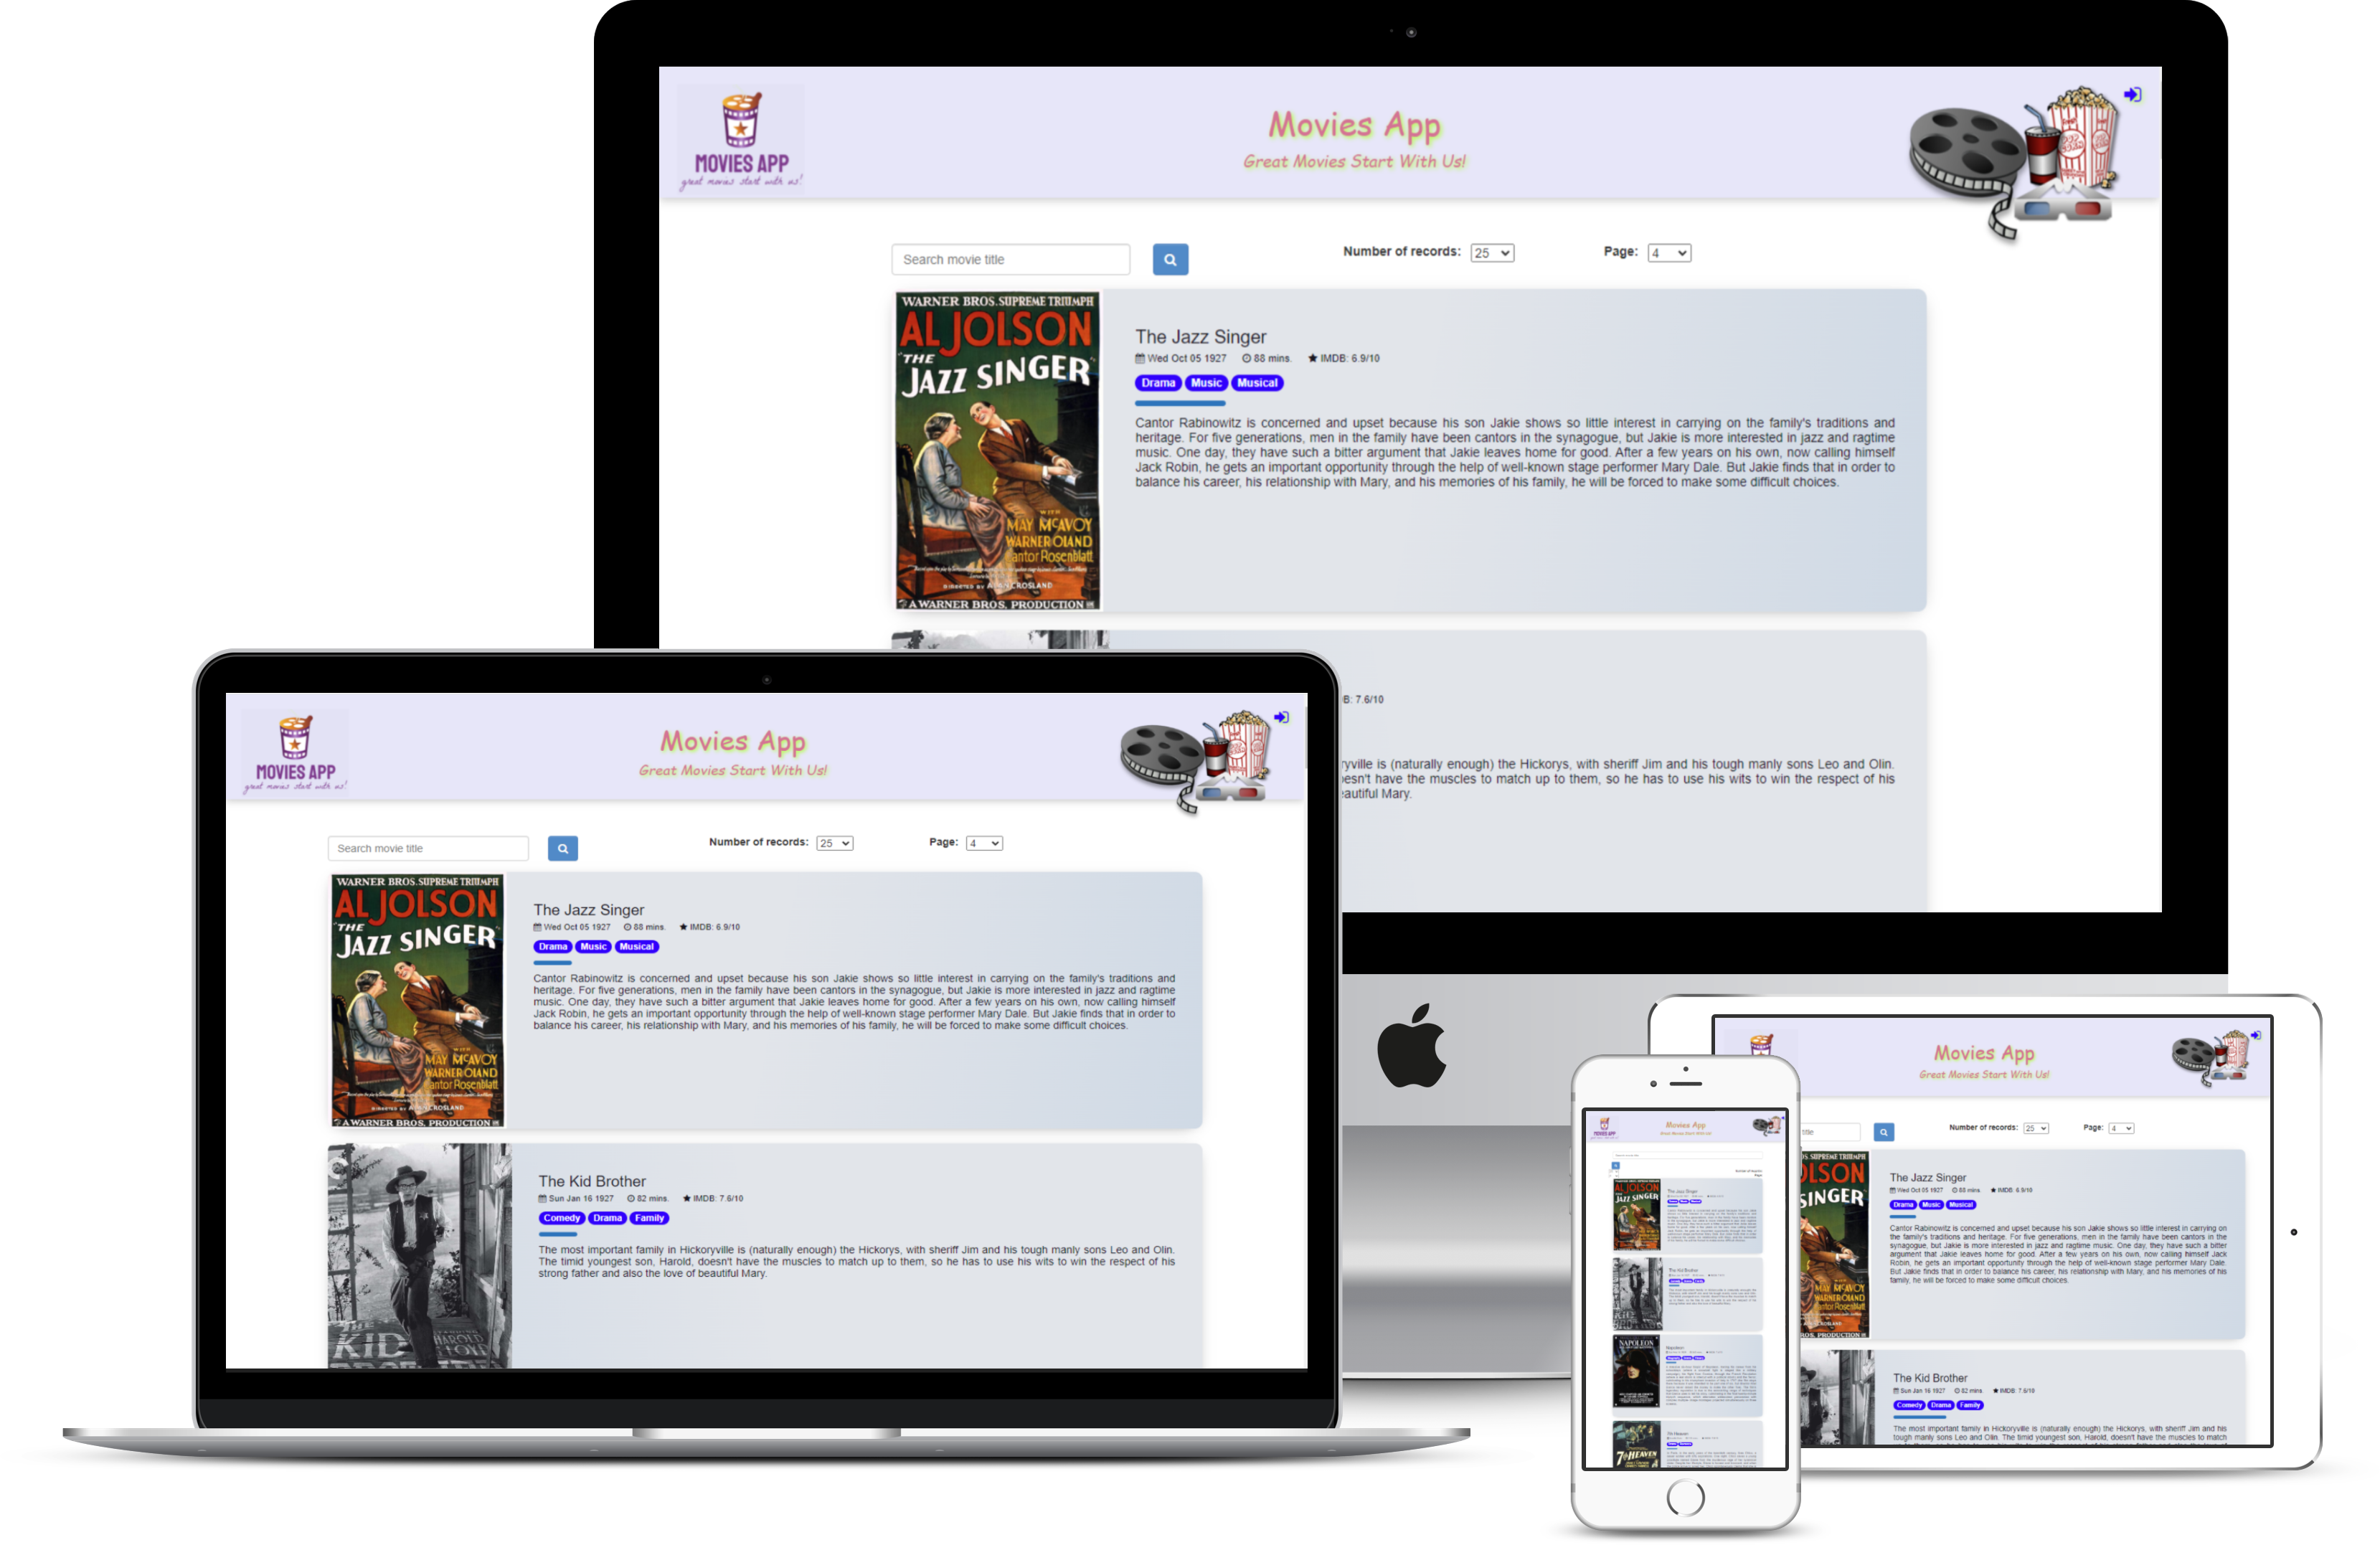 MOVIES APP
great movies start with us!
Movies App
Great Movies Start With Us!
Search movie title
Number of records: 25
Page: 4
WARNER BROS. SUPREME TRIUMPH
AL JOLSON
"THE
JAZZ SINGER"
WITH
MAY McAVOY
WARNER OLAND
Cantor Rosenblatt
DIRECTED BY ALAN CROSLAND
A WARNER BROS. PRODUCTION
The Jazz Singer
Wed Oct 05 1927 88 mins. IMDB: 6.9/10
Drama Music Musical
Cantor Rabinowitz is concerned and upset because his son Jakie shows so little interest in carrying on the family's traditions and
heritage. For five generations, men in the family have been cantors in the synagogue, but Jakie is more interested in jazz and ragtime
music. One day, they have such a bitter argument that Jakie leaves home for good. After a few years on his own, now calling himself
Jack Robin, he gets an important opportunity through the help of well-known stage performer Mary Dale. But Jakie finds that in order to
balance his career, his relationship with Mary, and his memories of his family, he will be forced to make some difficult choices.
B: 7.6/10
ryville is (naturally enough) the Hickorys, with sheriff Jim and his tough manly sons Leo and Olin.
esn't have the muscles to match up to them, so he has to use his wits to win the respect of his
eautiful Mary.
MOVIES APP
great movies start with us!
Movies App
Great Movies Start With Us!
Search movie title
Number of records: 25
Page: 4
WARNER BROS. SUPREME TRIUMPH
AL JOLSON
"THE
JAZZ SINGER"
WITH
MAY McAVOY
WARNER OLAND
Cantor Rosenblatt
DIRECTED BY ALAN CROSLAND
A WARNER BROS. PRODUCTION
The Jazz Singer
Wed Oct 05 1927 88 mins. IMDB: 6.9/10
Drama Music Musical
Cantor Rabinowitz is concerned and upset because his son Jakie shows so little interest in carrying on the family's traditions and
heritage. For five generations, men in the family have been cantors in the synagogue, but Jakie is more interested in jazz and ragtime
music. One day, they have such a bitter argument that Jakie leaves home for good. After a few years on his own, now calling himself
Jack Robin, he gets an important opportunity through the help of well-known stage performer Mary Dale. But Jakie finds that in order to
balance his career, his relationship with Mary, and his memories of his family, he will be forced to make some difficult choices.
THE
KID
HAROLD
The Kid Brother
Sun Jan 16 1927 82 mins. IMDB: 7.6/10
Comedy Drama Family
The most important family in Hickoryville is (naturally enough) the Hickorys, with sheriff Jim and his tough manly sons Leo and Olin.
The timid youngest son, Harold, doesn't have the muscles to match up to them, so he has to use his wits to win the respect of his
strong father and also the love of beautiful Mary.
Movies App
Great Movies Start With Us!
title
Number of records: 25
Page: 4
S. SUPREME TRIUMPH
OLSON
SINGER"
MAY McAVOY
WARNER OLAND
Cantor Rosenblatt
ROS. PRODUCTION
The Jazz Singer
Wed Oct 05 1927 88 mins. IMDB: 6.9/10
Drama Music Musical
Cantor Rabinowitz is concerned and upset because his son Jakie shows so little interest in carrying on
the family's traditions and heritage. For five generations, men in the family have been cantors in the
synagogue, but Jakie is more interested in jazz and ragtime music. One day, they have such a bitter
argument that Jakie leaves home for good. After a few years on his own, now calling himself Jack
Robin, he gets an important opportunity through the help of well-known stage performer Mary Dale.
But Jakie finds that in order to balance his career, his relationship with Mary, and his memories of his
family, he will be forced to make some difficult choices.
The Kid Brother
Sun Jan 16 1927 82 mins. IMDB: 7.6/10
Comedy Drama Family
The most important family in Hickoryville is (naturally enough) the Hickorys, with sheriff Jim and his
tough manly sons Leo and Olin. The timid youngest son, Harold, doesn't have the muscles to match
MOVIES APP
Movies App
Great Movies Start With Us!
AL JOLSON
JAZZ SINGER
The Jazz Singer
The Kid Brother
KID
NAPOLEON
Napoleon
7th Heaven
7th HEAVEN